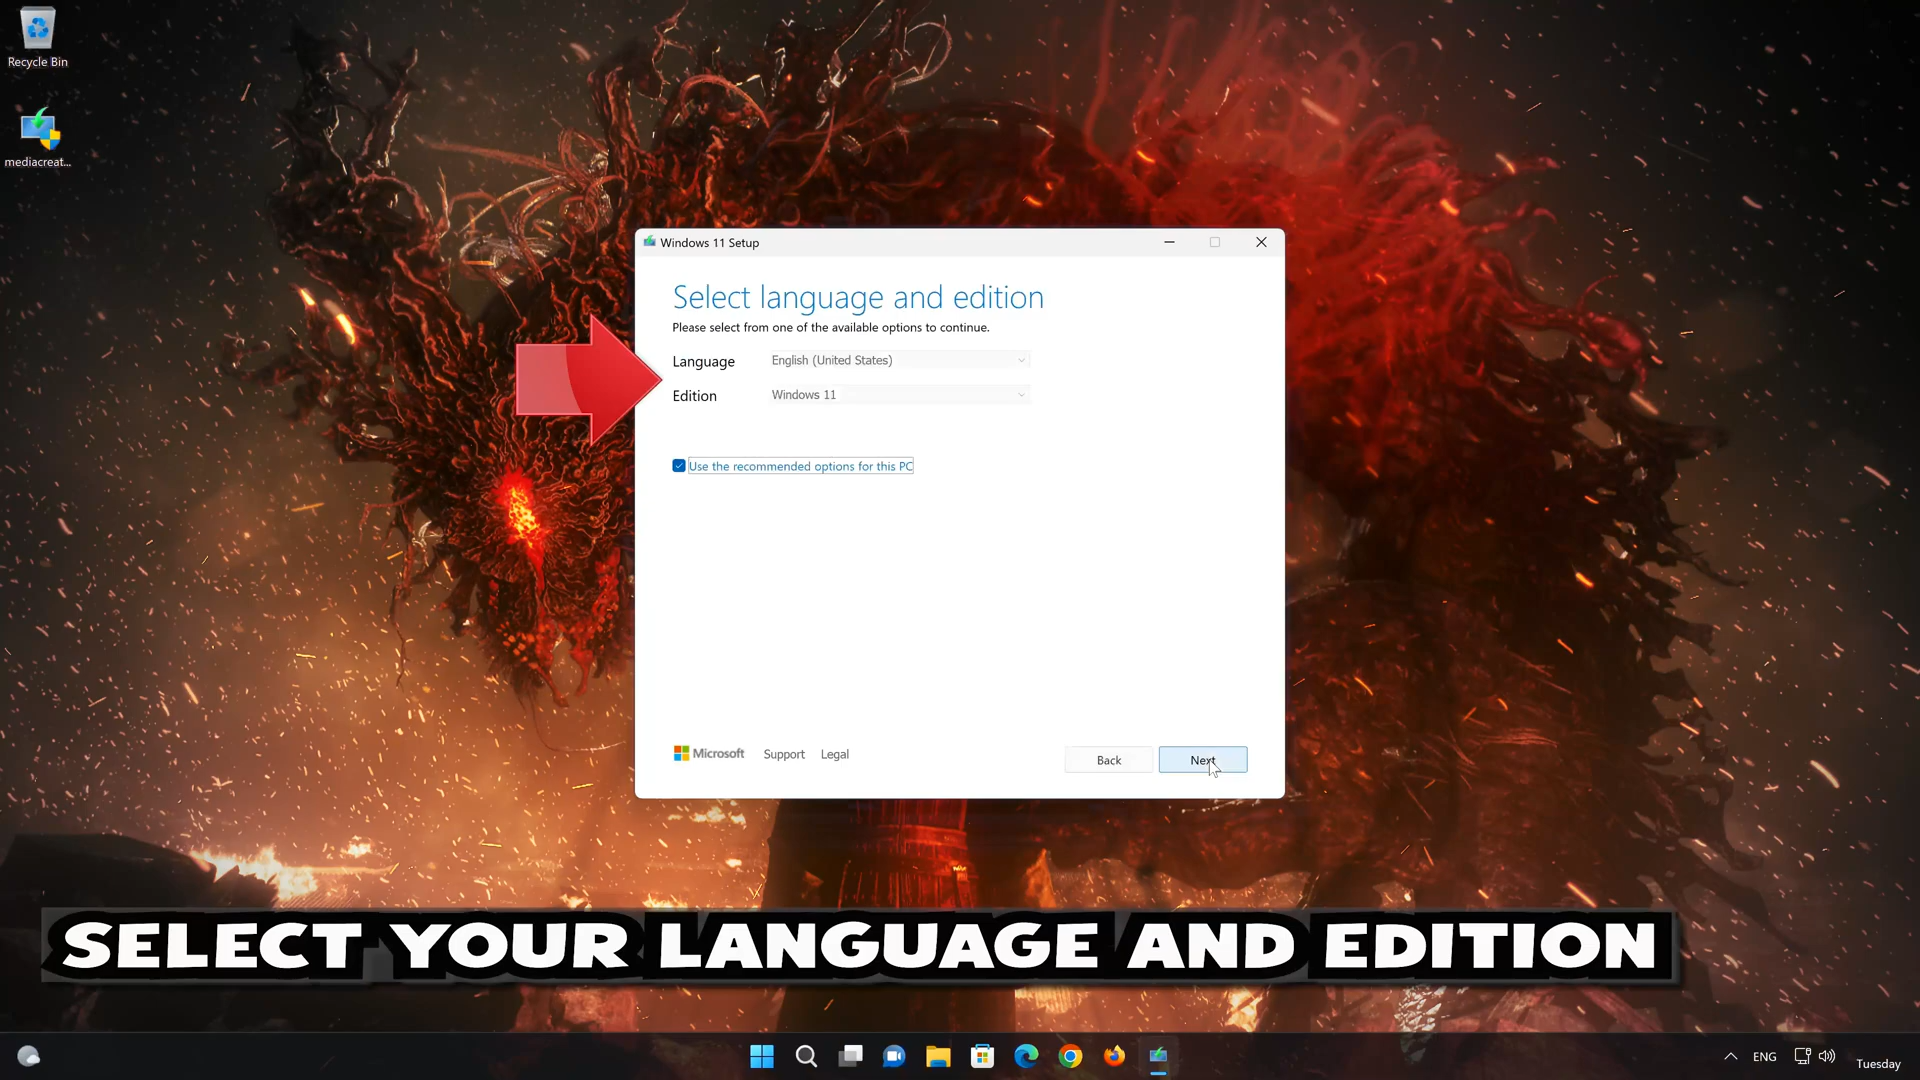 Recycle Bin
mediacreat...
Windows 11 Setup
Select language and edition
Please select from one of the available options to continue.
Language English (United States)
Edition Windows 11
Use the recommended options for this PC
Microsoft Support Legal
Back Next
SELECT YOUR LANGUAGE AND EDITION
ENG
Tuesday